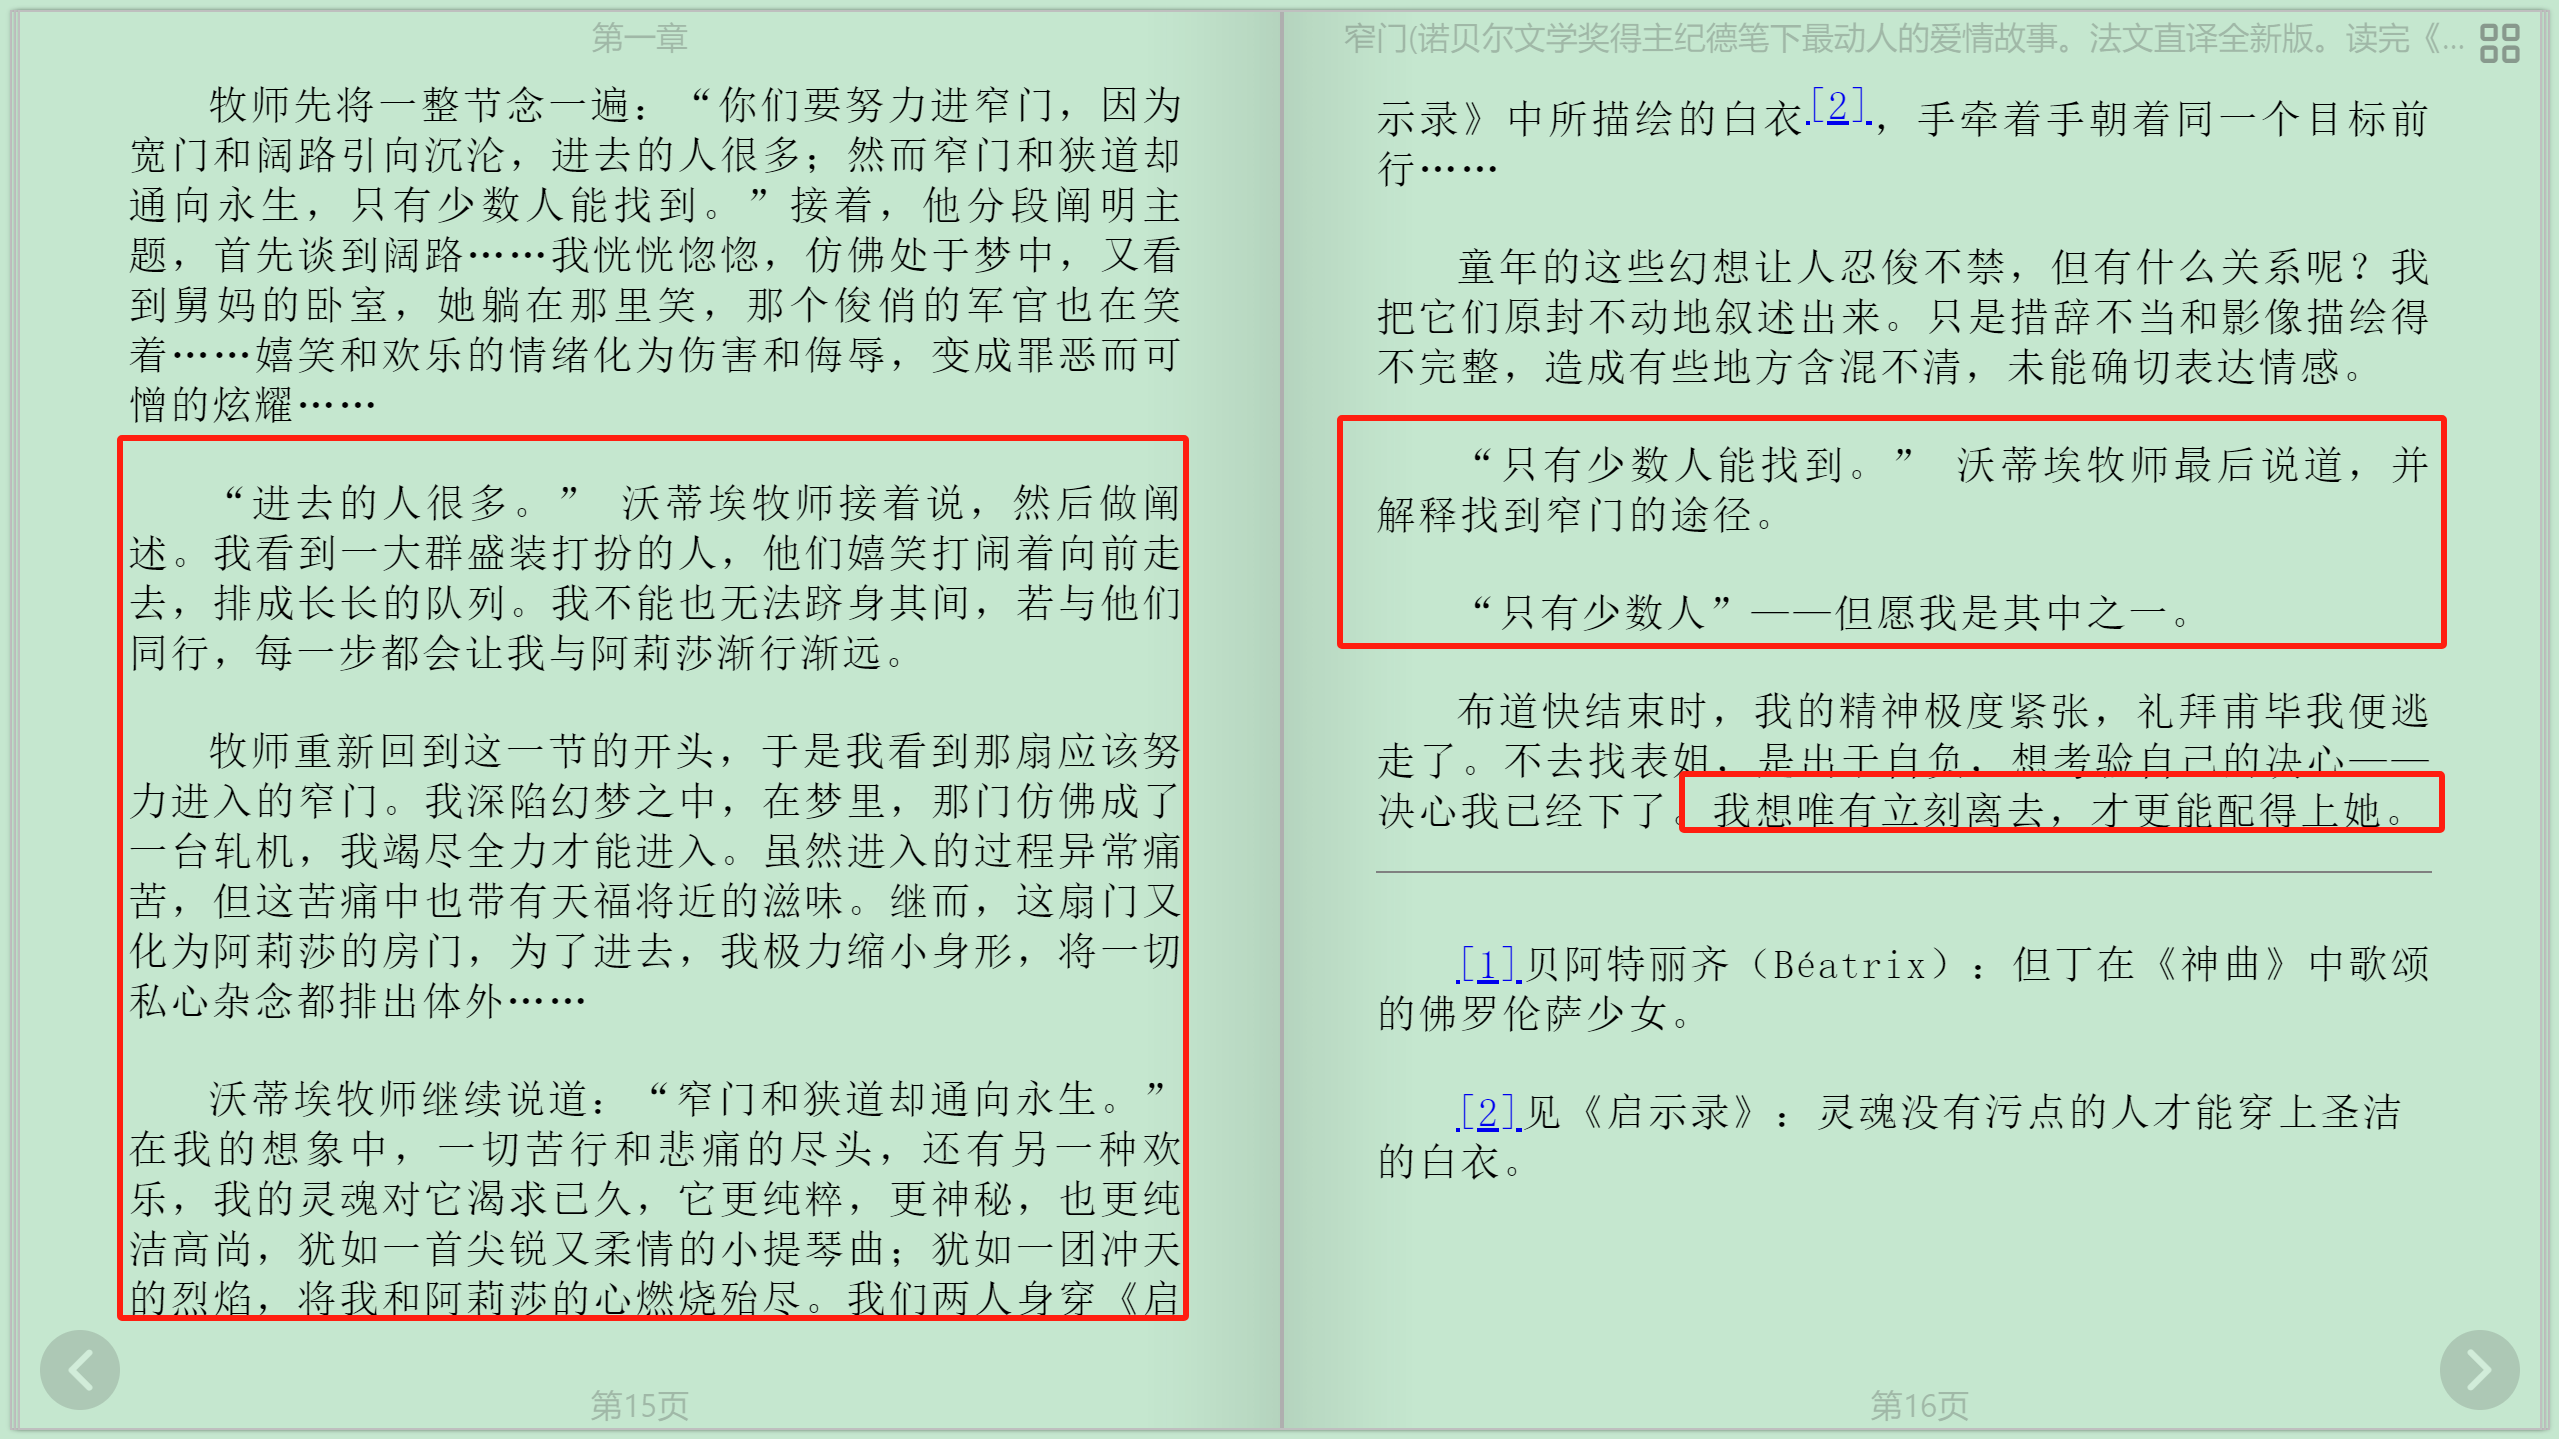 第一章
牧师先将一整节念一遍：“你们要努力进窄门，因为
宽门和阔路引向沉沦，进去的人很多；然而窄门和狭道却
通向永生，只有少数人能找到。”接着，他分段阐明主
题，首先谈到阔路……我恍恍惚惚，仿佛处于梦中，又看
到舅妈的卧室，她躺在那里笑，那个俊俏的军官也在笑
着……嬉笑和欢乐的情绪化为伤害和侮辱，变成罪恶而可
憎的炫耀……
“进去的人很多。” 沃蒂埃牧师接着说，然后做阐
述。我看到一大群盛装打扮的人，他们嬉笑打闹着向前走
去，排成长长的队列。我不能也无法跻身其间，若与他们
同行，每一步都会让我与阿莉莎渐行渐远。
牧师重新回到这一节的开头，于是我看到那扇应该努
力进入的窄门。我深陷幻梦之中，在梦里，那门仿佛成了
一台轧机，我竭尽全力才能进入。虽然进入的过程异常痛
苦，但这苦痛中也带有天福将近的滋味。继而，这扇门又
化为阿莉莎的房门，为了进去，我极力缩小身形，将一切
私心杂念都排出体外……
沃蒂埃牧师继续说道：“窄门和狭道却通向永生。”
在我的想象中，一切苦行和悲痛的尽头，还有另一种欢
乐，我的灵魂对它渴求已久，它更纯粹，更神秘，也更纯
洁高尚，犹如一首尖锐又柔情的小提琴曲；犹如一团冲天
的烈焰，将我和阿莉莎的心燃烧殆尽。我们两人身穿《启
第15页
窄门(诺贝尔文学奖得主纪德笔下最动人的爱情故事。法文直译全新版。读完《...
示录》中所描绘的白衣[2]，手牵着手朝着同一个目标前
行……
童年的这些幻想让人忍俊不禁，但有什么关系呢？我
把它们原封不动地叙述出来。只是措辞不当和影像描绘得
不完整，造成有些地方含混不清，未能确切表达情感。
“只有少数人能找到。” 沃蒂埃牧师最后说道，并
解释找到窄门的途径。
“只有少数人”——但愿我是其中之一。
布道快结束时，我的精神极度紧张，礼拜甫毕我便逃
走了。不去找表姐，是出于自负，想考验自己的决心——
决心我已经下了。我想唯有立刻离去，才更能配得上她。
[1]贝阿特丽齐（Béatrix）：但丁在《神曲》中歌颂
的佛罗伦萨少女。
[2]见《启示录》：灵魂没有污点的人才能穿上圣洁
的白衣。
第16页